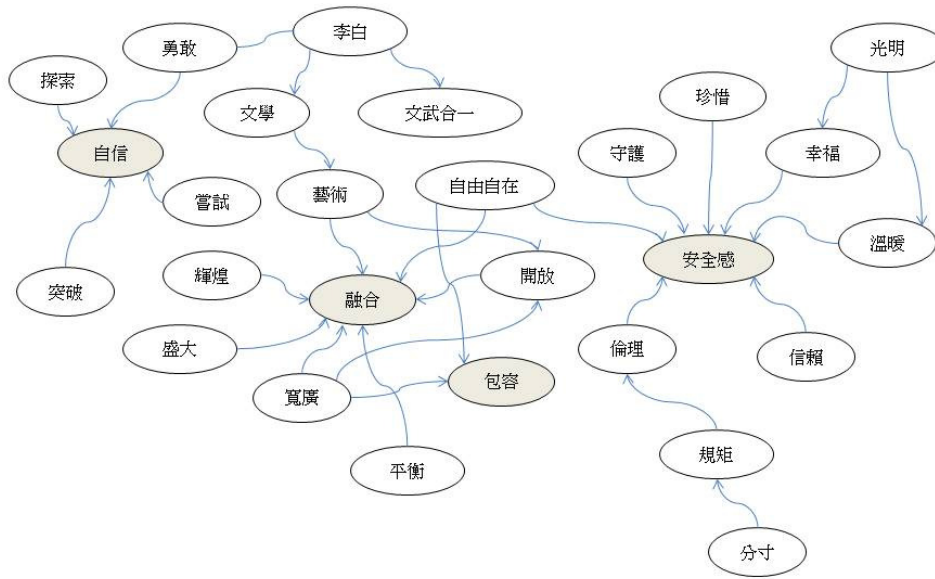 李白
勇敢
光明
探索
珍惜
文學
文武合一
自信
守護
幸福
藝術
自由自在
嘗試
溫暖
安全感
輝煌
開放
突破
融合
盛大
倫理
信賴
包容
寬廣
規矩
平衡
分寸